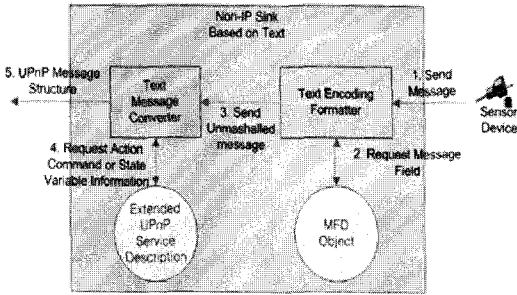 Non-IP Sink
Based on Text
5. UPnP Message
Structure
Text
Message
Converter
3. Send
Unmashalled
message
Text Encoding
Formatter
1. Send
Message
Sensor
Device
4. Request Action
Command or State
Variable Information
2. Request Message
Field
Extended
UPnP
Service
Description
MFD
Object